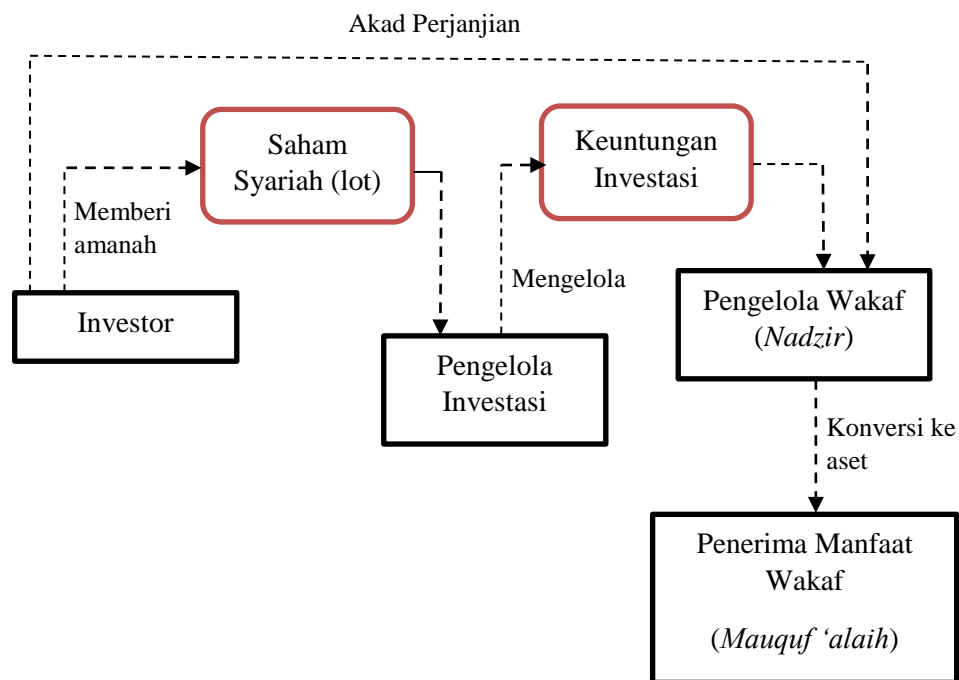 Akad Perjanjian
Saham
Syariah (lot)
Keuntungan
Investasi
Memberi
amanah
Mengelola
Investor
Pengelola
Investasi
Pengelola Wakaf
(Nadzir)
Konversi ke
aset
Penerima Manfaat
Wakaf
(Mauquf ‘alaih)